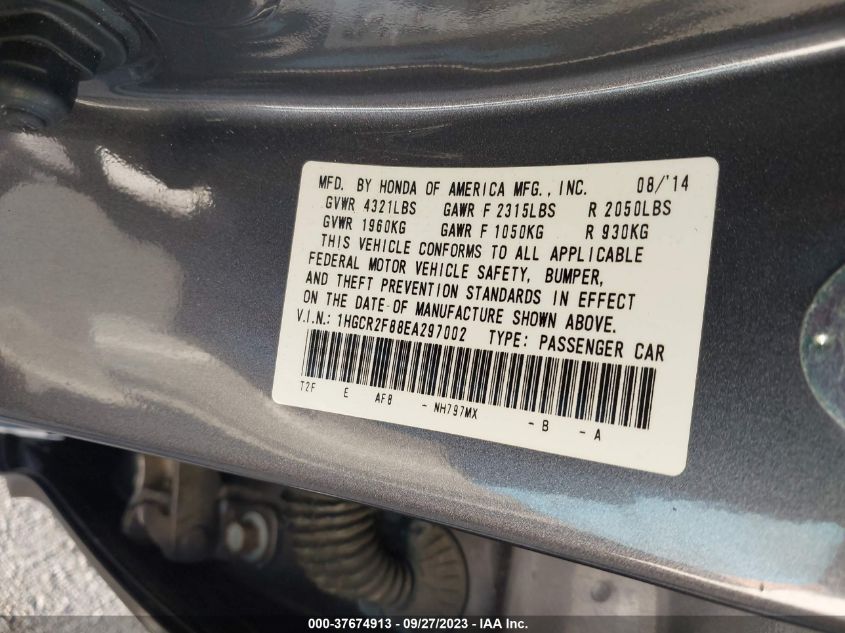 MFD. BY HONDA OF AMERICA MFG., INC. 08/'14
GVWR 4321LBS GAWR F 2315LBS R 2050LBS
GVWR 1960KG GAWR F 1050KG R 930KG
THIS VEHICLE CONFORMS TO ALL APPLICABLE
FEDERAL MOTOR VEHICLE SAFETY, BUMPER,
AND THEFT PREVENTION STANDARDS IN EFFECT
ON THE DATE OF MANUFACTURE SHOWN ABOVE.
V.I.N.: 1HGCR2F88EA297002 TYPE: PASSENGER CAR
T2F E AF8 - NH797MX - B - A
000-37674913 - 09/27/2023 - IAA Inc.